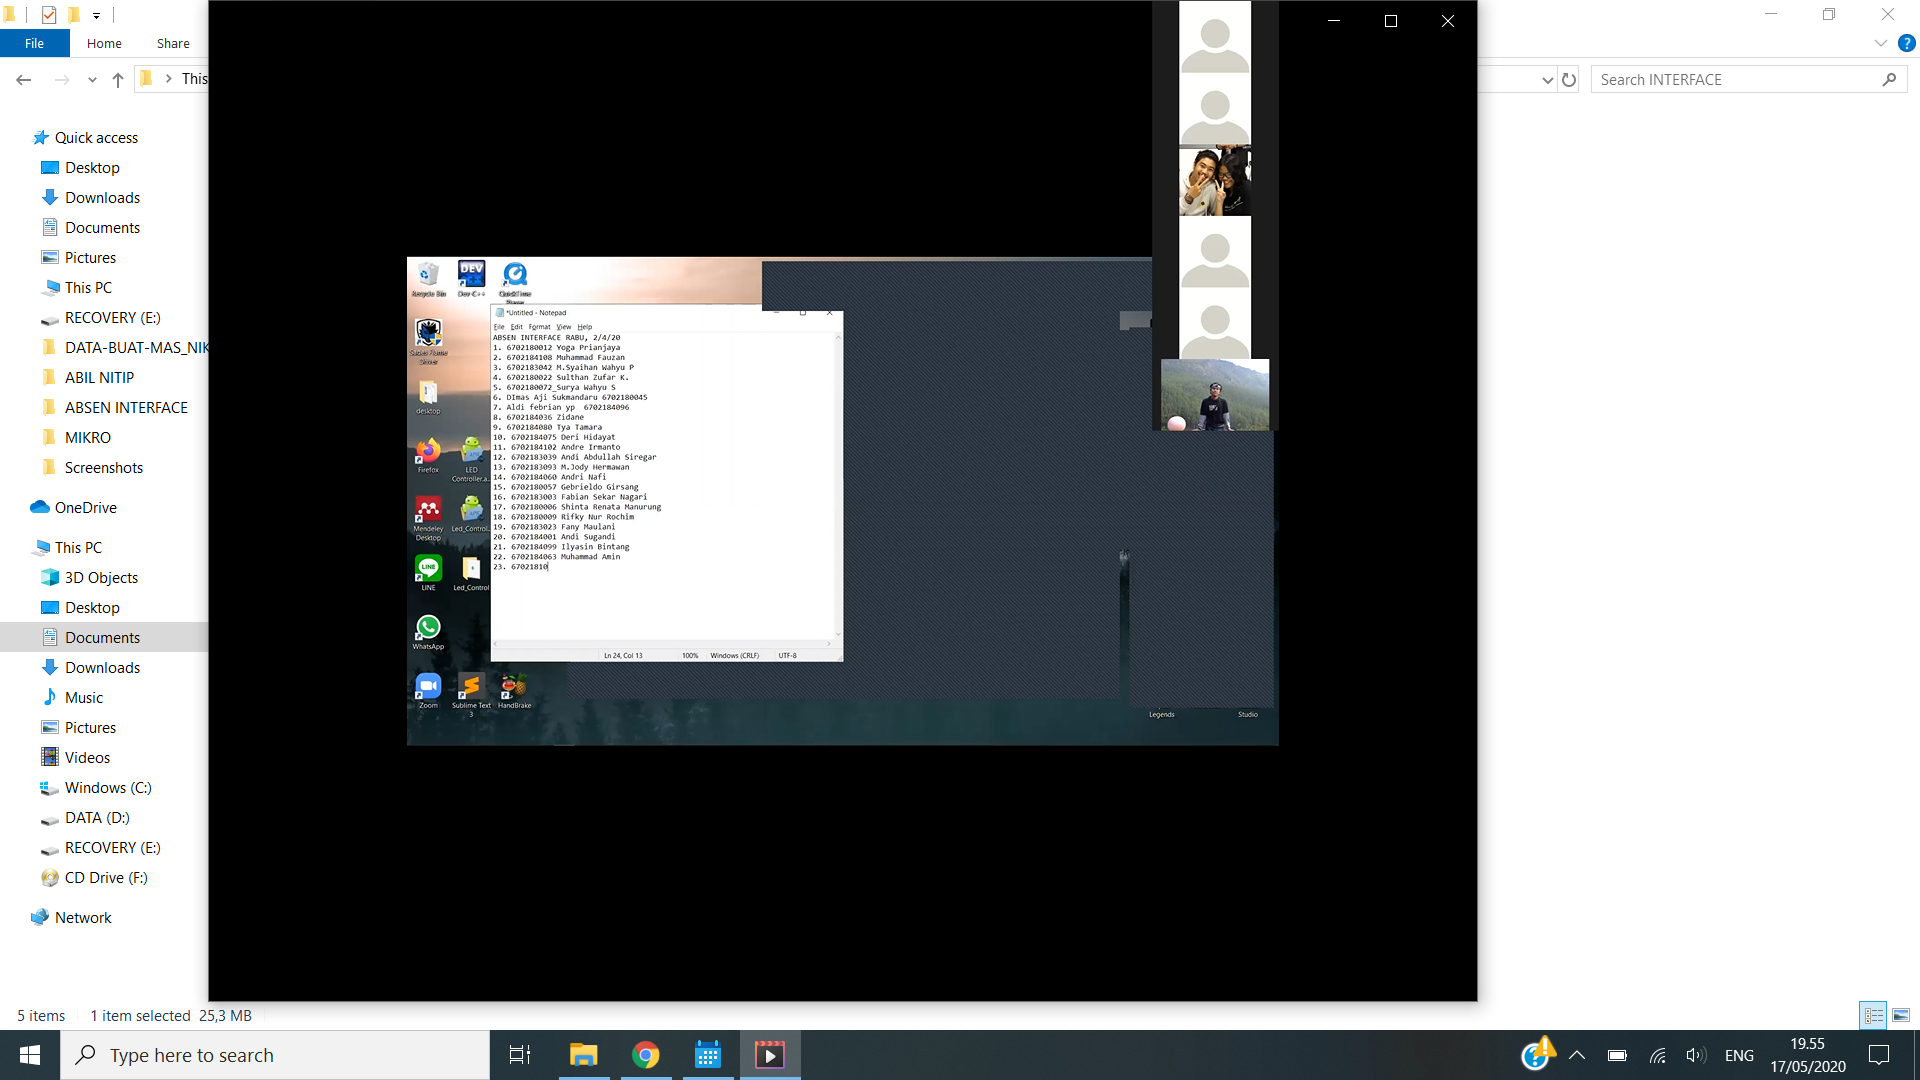 File
Home
Share
This
Search INTERFACE
Quick access
Desktop
Downloads
Documents
Pictures
This PC
RECOVERY (E:)
DATA-BUAT-MAS_NIK
ABIL NITIP
ABSEN INTERFACE
MIKRO
Screenshots
OneDrive
This PC
3D Objects
Desktop
Documents
Downloads
Music
Pictures
Videos
Windows (C:)
DATA (D:)
RECOVERY (E:)
CD Drive (F:)
Network
Recycle Bin
Dev-C++
QuickTime
Player
desktop
Firefox
LED
Controller.a...
Mendeley
Desktop
Led_Control...
LINE
Led_Control
WhatsApp
Zoom
Sublime Text
3
HandBrake
Legends
Studio
*Untitled - Notepad
File Edit Format View Help
ABSEN INTERFACE RABU, 2/4/20
1. 6702180012 Yoga Prianjaya
2. 6702184108 Muhammad Fauzan
3. 6702183042 M.Syaihan Wahyu P
4. 6702180022 Sulthan Zufar K.
5. 6702180072_Surya Wahyu S
6. DImas Aji Sukmandaru 6702180045
7. Aldi febrian yp  6702184096
8. 6702184036 Zidane
9. 6702184080 Tya Tamara
10. 6702184075 Deri Hidayat
11. 6702184102 Andre Irmanto
12. 6702183039 Andi Abdullah Siregar
13. 6702183093 M.Jody Hermawan
14. 6702184060 Andri Nafi
15. 6702180057 Gebrieldo Girsang
16. 6702183003 Fabian Sekar Nagari
17. 6702180006 Shinta Renata Manurung
18. 6702180009 Rifky Nur Rochim
19. 6702183023 Fany Maulani
20. 6702184001 Andi Sugandi
21. 6702184099 Ilyasin Bintang
22. 6702184063 Muhammad Amin
23. 67021810
Ln 24, Col 13 100% Windows (CRLF) UTF-8
5 items 1 item selected 25,3 MB
Type here to search
ENG
19.55
17/05/2020